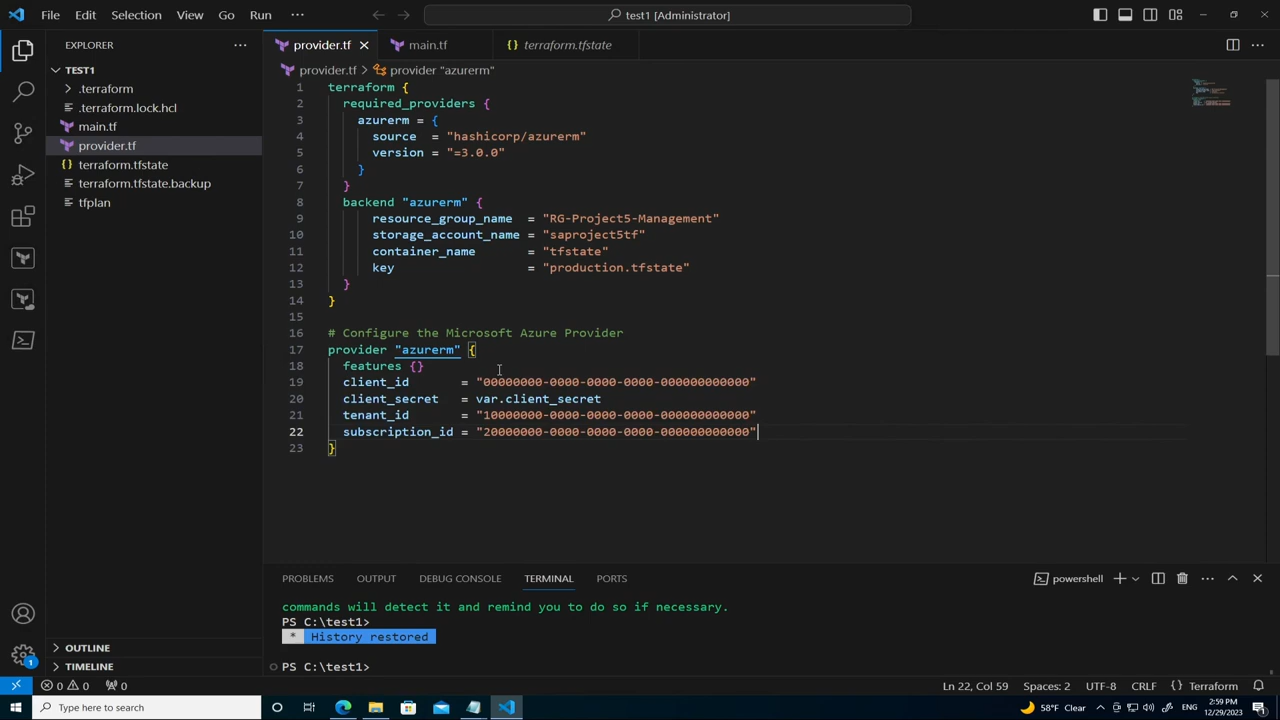 File Edit Selection View Go Run ··· test1 [Administrator]
EXPLORER ···
TEST1
.terraform
.terraform.lock.hcl
main.tf
provider.tf
{} terraform.tfstate
terraform.tfstate.backup
tfplan
OUTLINE
TIMELINE
provider.tf main.tf {} terraform.tfstate
provider.tf > provider "azurerm"
1 terraform {
2 required_providers {
3 azurerm = {
4 source = "hashicorp/azurerm"
5 version = "=3.0.0"
6 }
7 }
8 backend "azurerm" {
9 resource_group_name = "RG-Project5-Management"
10 storage_account_name = "saproject5tf"
11 container_name = "tfstate"
12 key = "production.tfstate"
13 }
14 }
15
16 # Configure the Microsoft Azure Provider
17 provider "azurerm" {
18 features {}
19 client_id = "00000000-0000-0000-0000-000000000000"
20 client_secret = var.client_secret
21 tenant_id = "10000000-0000-0000-0000-000000000000"
22 subscription_id = "20000000-0000-0000-0000-000000000000"
23 }
PROBLEMS OUTPUT DEBUG CONSOLE TERMINAL PORTS powershell
commands will detect it and remind you to do so if necessary.
PS C:\test1>
* History restored
PS C:\test1>
1
0 0 0 Ln 22, Col 59 Spaces: 2 UTF-8 CRLF {} Terraform
Type here to search 58°F Clear ENG 2:59 PM
12/29/2023 1